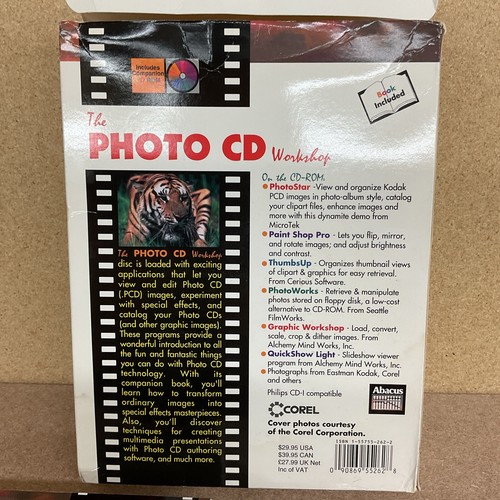 Includes
Companion
CD-ROM
Book
Included
The
PHOTO CD Workshop
The PHOTO CD Workshop
disc is loaded with exciting
applications that let you
view and edit Photo CD
(.PCD) images, experiment
with special effects, and
catalog your Photo CDs
(and other graphic images).
These programs provide a
wonderful introduction to all
the fun and fantastic things
you can do with Photo CD
technology. With its
companion book, you'll
learn how to transform
ordinary images into
special effects masterpieces.
Also, you'll discover
techniques for creating
multimedia presentations
with Photo CD authoring
software, and much more.
On the CD-ROM:
PhotoStar - View and organize Kodak
PCD images in photo-album style, catalog
your clipart files, enhance images and
more with this dynamite demo from
MicroTek
Paint Shop Pro - Lets you flip, mirror,
and rotate images; and adjust brightness
and contrast.
ThumbsUp - Organizes thumbnail views
of clipart & graphics for easy retrieval.
From Cerious Software.
PhotoWorks - Retrieve & manipulate
photos stored on floppy disk, a low-cost
alternative to CD-ROM. From Seattle
FilmWorks.
Graphic Workshop - Load, convert,
scale, crop & dither images. From
Alchemy Mind Works, Inc.
QuickShow Light - Slideshow viewer
program from Alchemy Mind Works, Inc.
Photographs from Eastman Kodak, Corel
and others
Philips CD-I compatible
Abacus
COREL
Cover photos courtesy
of the Corel Corporation.
$29.95 USA
$39.95 CAN
£27.99 UK Net
Inc of VAT
ISBN 1-55755-262-2
0 90869 55262 8